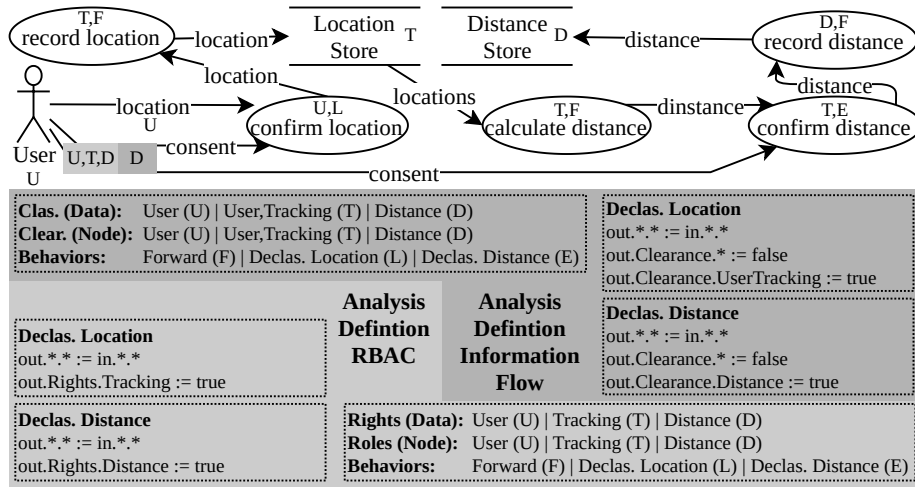 T,F
record location
location
Location
Store
T
Distance
Store
D
distance
D,F
record distance
location
locations
distance
location
U
U,L
confirm location
T,F
calculate distance
dinstance
T,E
confirm distance
User
U
U,T,D
D
consent
consent
Clas. (Data): User (U) | User,Tracking (T) | Distance (D)
Clear. (Node): User (U) | User,Tracking (T) | Distance (D)
Behaviors: Forward (F) | Declas. Location (L) | Declas. Distance (E)
Declas. Location
out.*.* := in.*.*
out.Clearance.* := false
out.Clearance.UserTracking := true
Analysis
Defintion
RBAC
Analysis
Defintion
Information
Flow
Declas. Distance
out.*.* := in.*.*
out.Clearance.* := false
out.Clearance.Distance := true
Declas. Location
out.*.* := in.*.*
out.Rights.Tracking := true
Declas. Distance
out.*.* := in.*.*
out.Rights.Distance := true
Rights (Data): User (U) | Tracking (T) | Distance (D)
Roles (Node): User (U) | Tracking (T) | Distance (D)
Behaviors: Forward (F) | Declas. Location (L) | Declas. Distance (E)